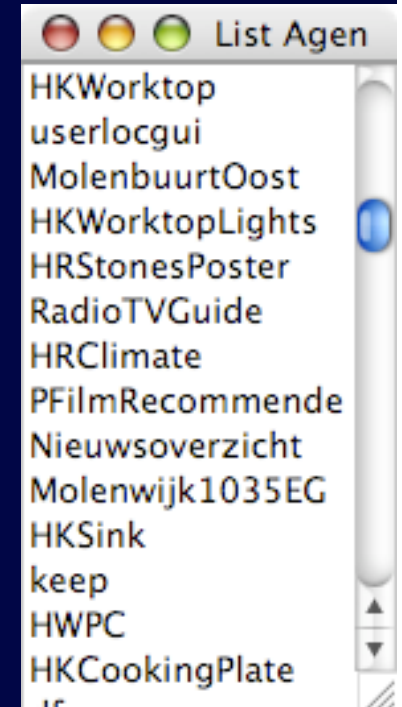 List Agen
HKWorktop
userlocgui
MolenbuurtOost
HKWorktopLights
HRStonesPoster
RadioTVGuide
HRClimate
PFilmRecommende
Nieuwsoverzicht
Molenwijk1035EG
HKSink
keep
HWPC
HKCookingPlate